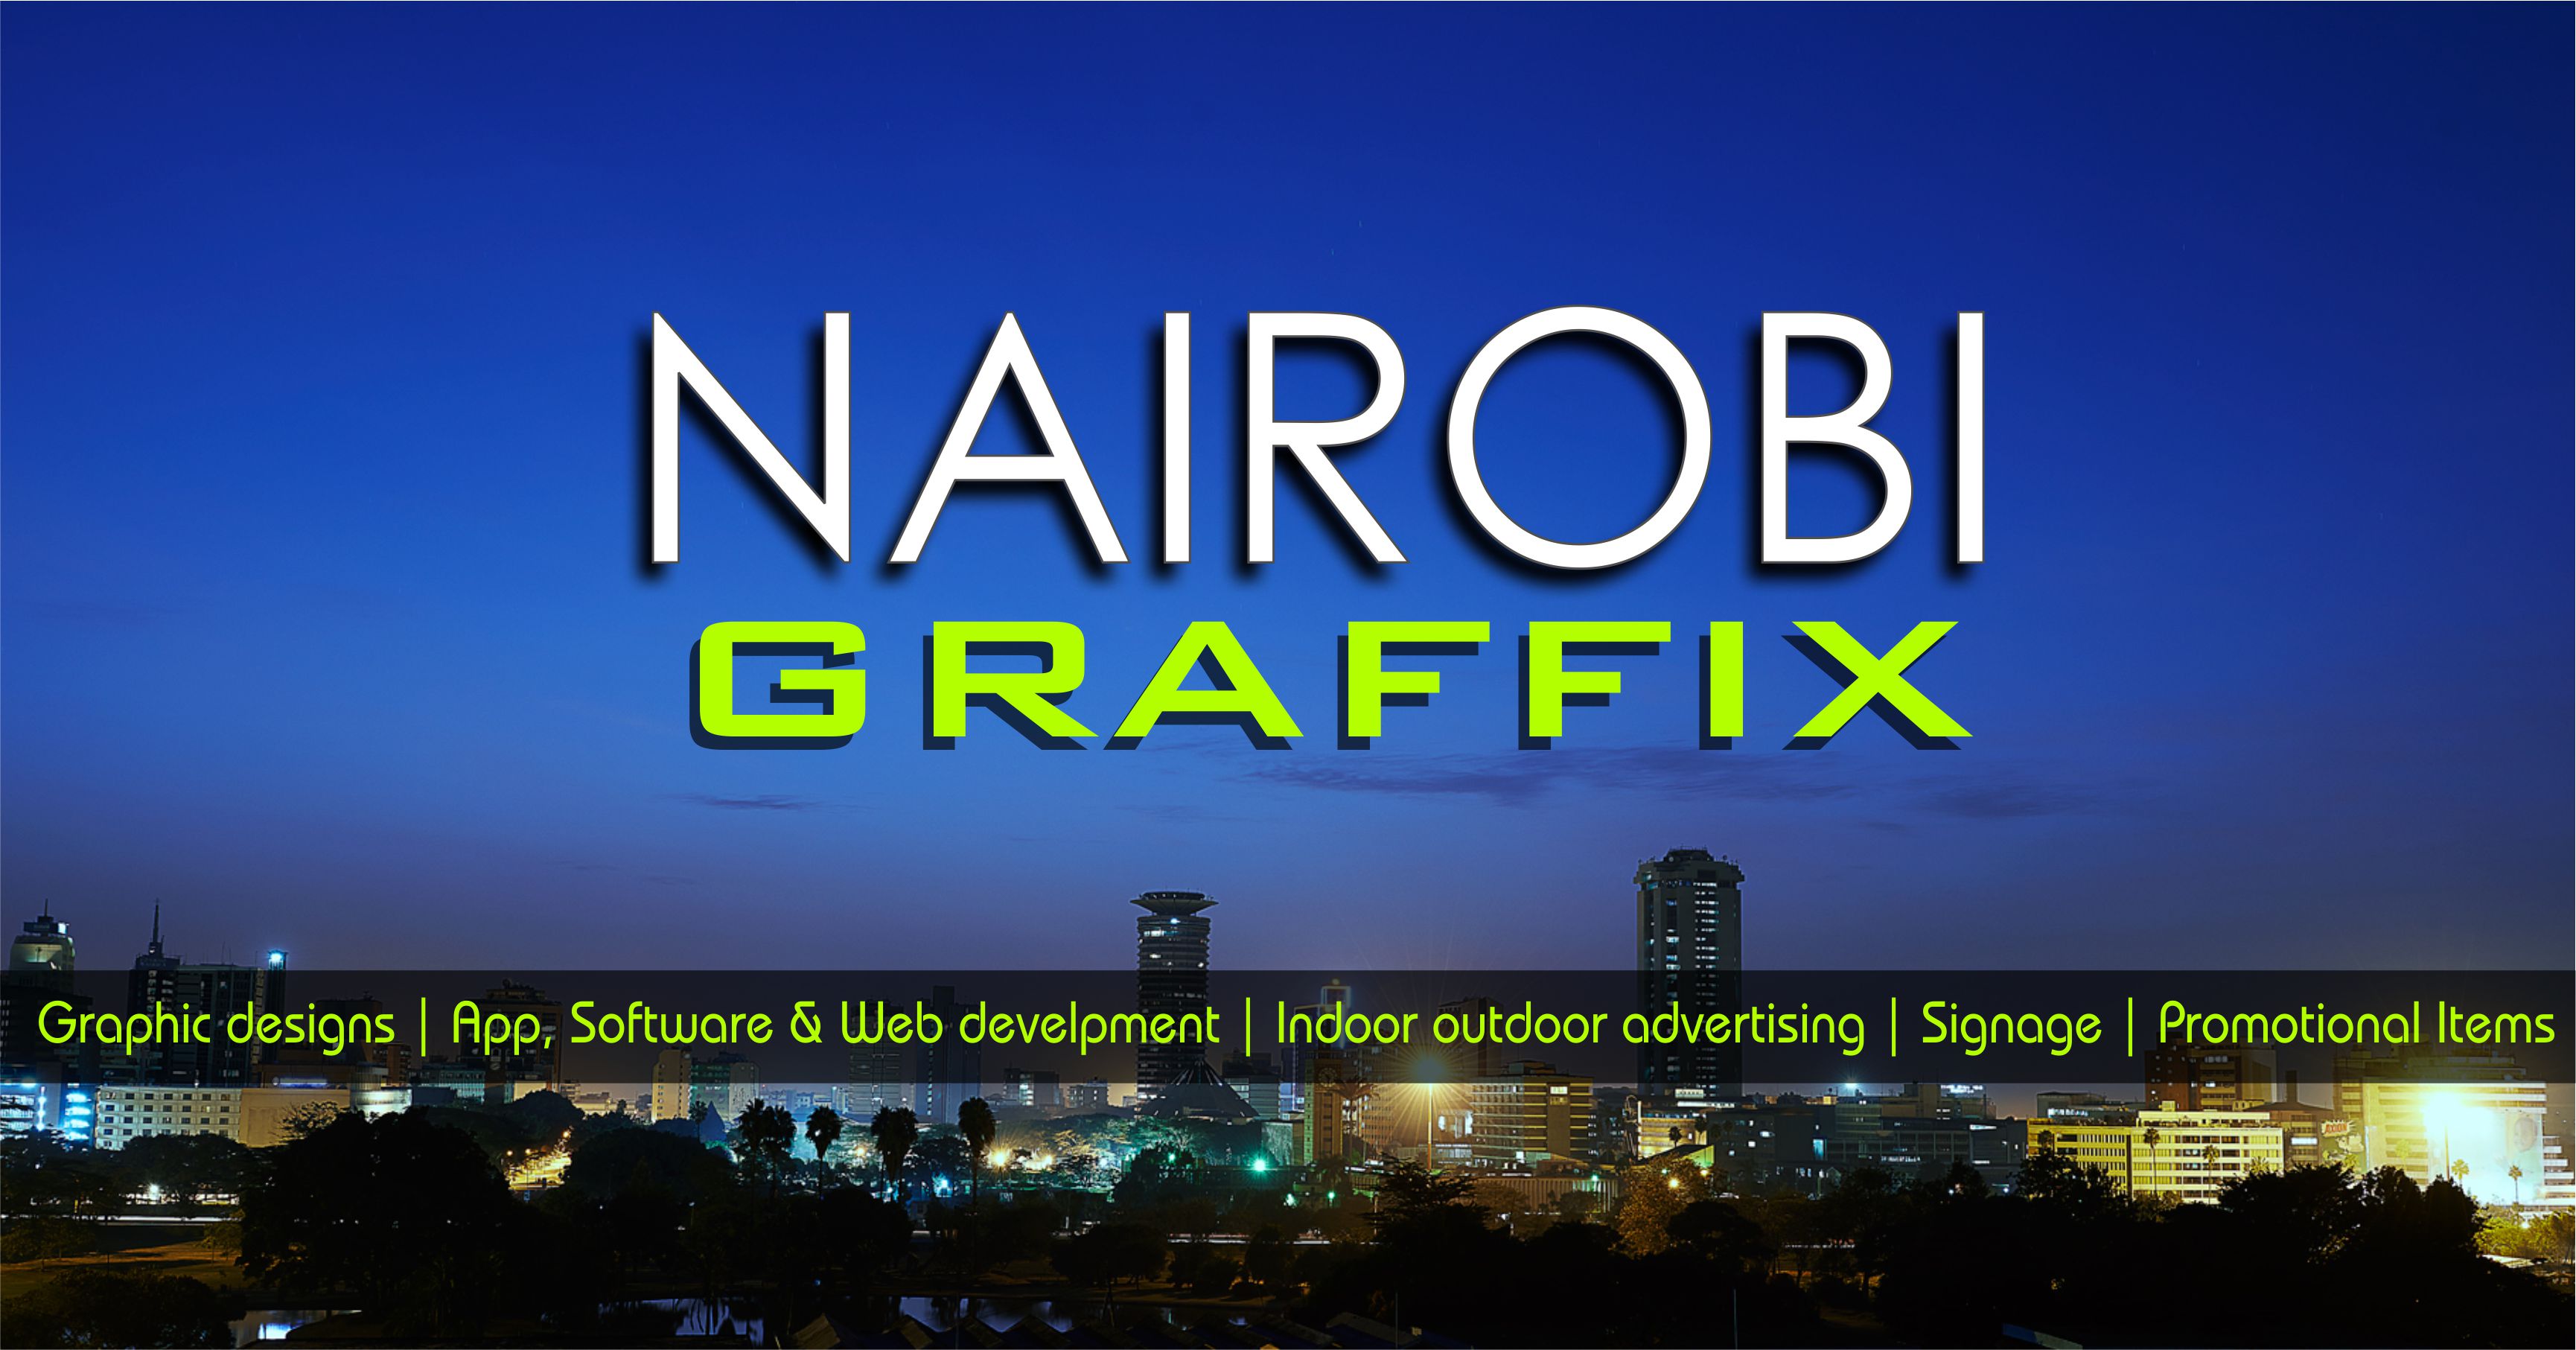 NAIROBI
GRAFFIX
Graphic designs | App, Software & Web develpment | Indoor outdoor advertising | Signage | Promotional Items